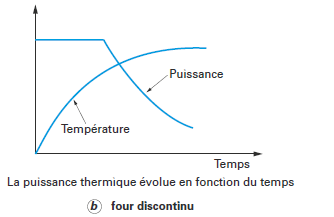 Puissance
Température
Temps
La puissance thermique évolue en fonction du temps
b four discontinu